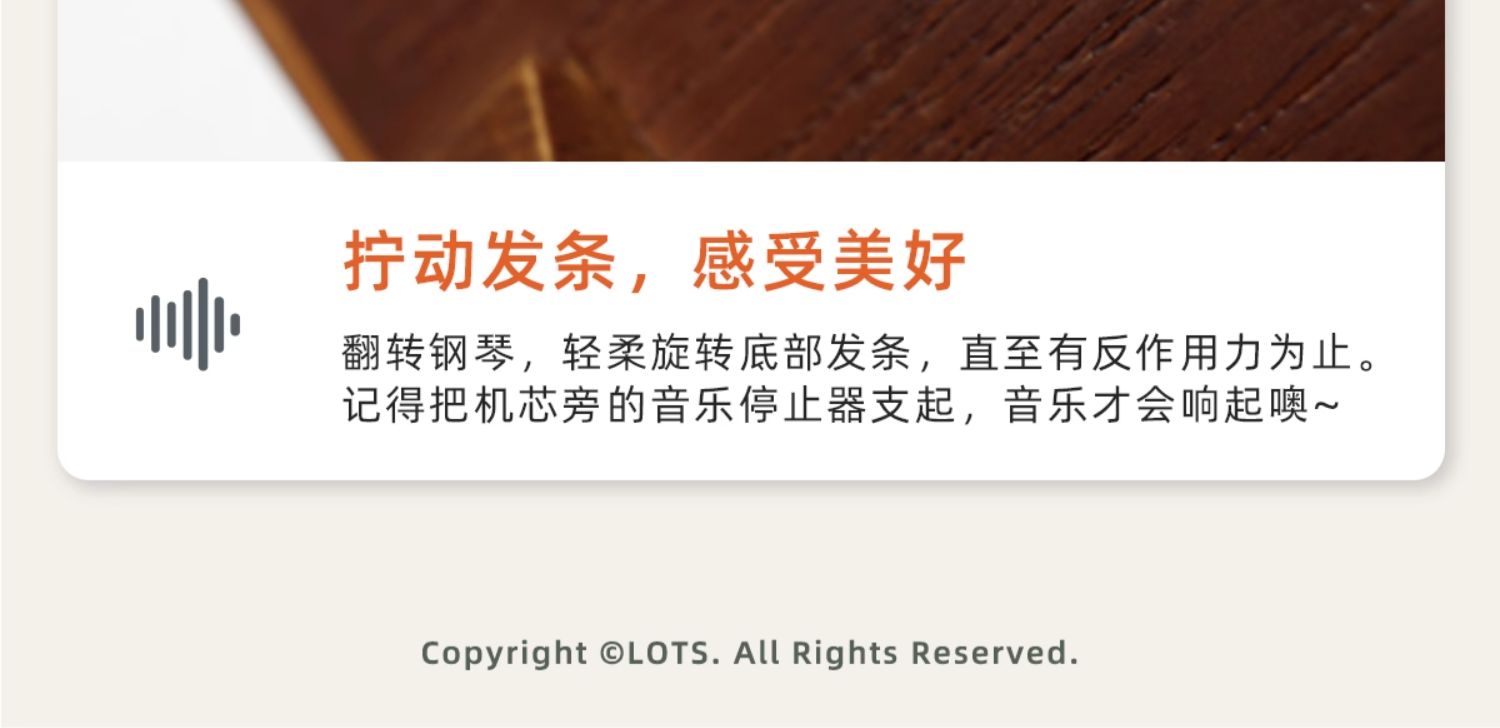 拧动发条，感受美好
翻转钢琴，轻柔旋转底部发条，直至有反作用力为止。
记得把机芯旁的音乐停止器支起，音乐才会响起噢~
Copyright ©LOTS. All Rights Reserved.